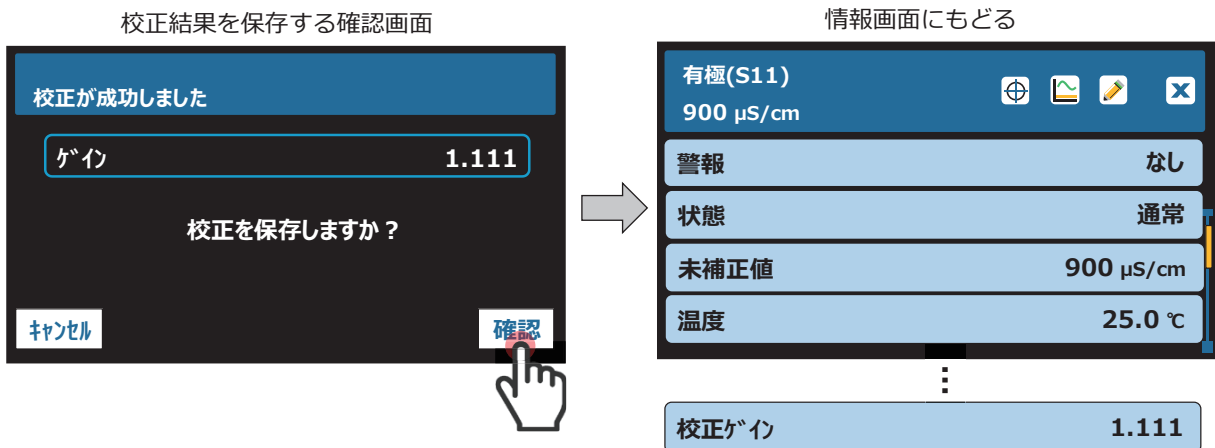 校正結果を保存する確認画面
校正が成功しました
ｹﾞｲﾝ 1.111
校正を保存しますか？
ｷｬﾝｾﾙ 確認
情報画面にもどる
有極(S11)
900 µS/cm
警報 なし
状態 通常
未補正値 900 µS/cm
温度 25.0 ℃
校正ｹﾞｲﾝ 1.111